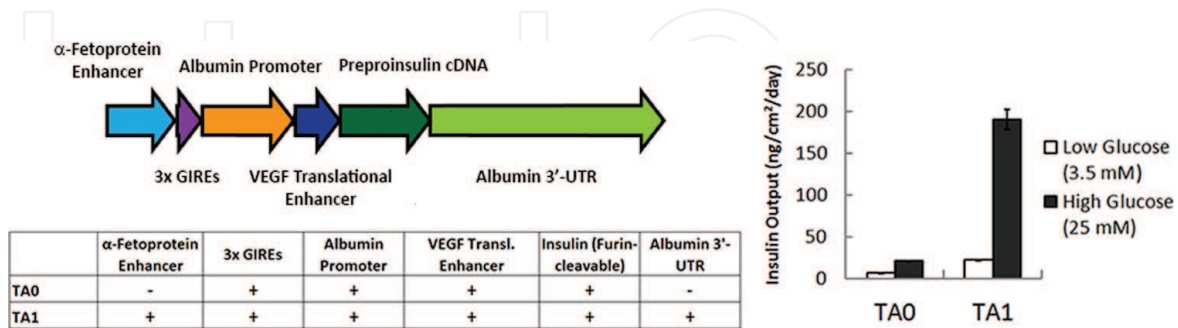 α-Fetoprotein
Enhancer
Albumin Promoter
Preproinsulin cDNA
3x GIREs
VEGF Translational
Enhancer
Albumin 3’-UTR
α-Fetoprotein
Enhancer
3x GIREs
Albumin
Promoter
VEGF Transl.
Enhancer
Insulin (Furin-
cleavable)
Albumin 3'-
UTR
TA0 - + + + + -
TA1 + + + + + +
Insulin Output (ng/cm²/day)
250
200
150
100
50
0
TA0 TA1
Low Glucose
(3.5 mM)
High Glucose
(25 mM)